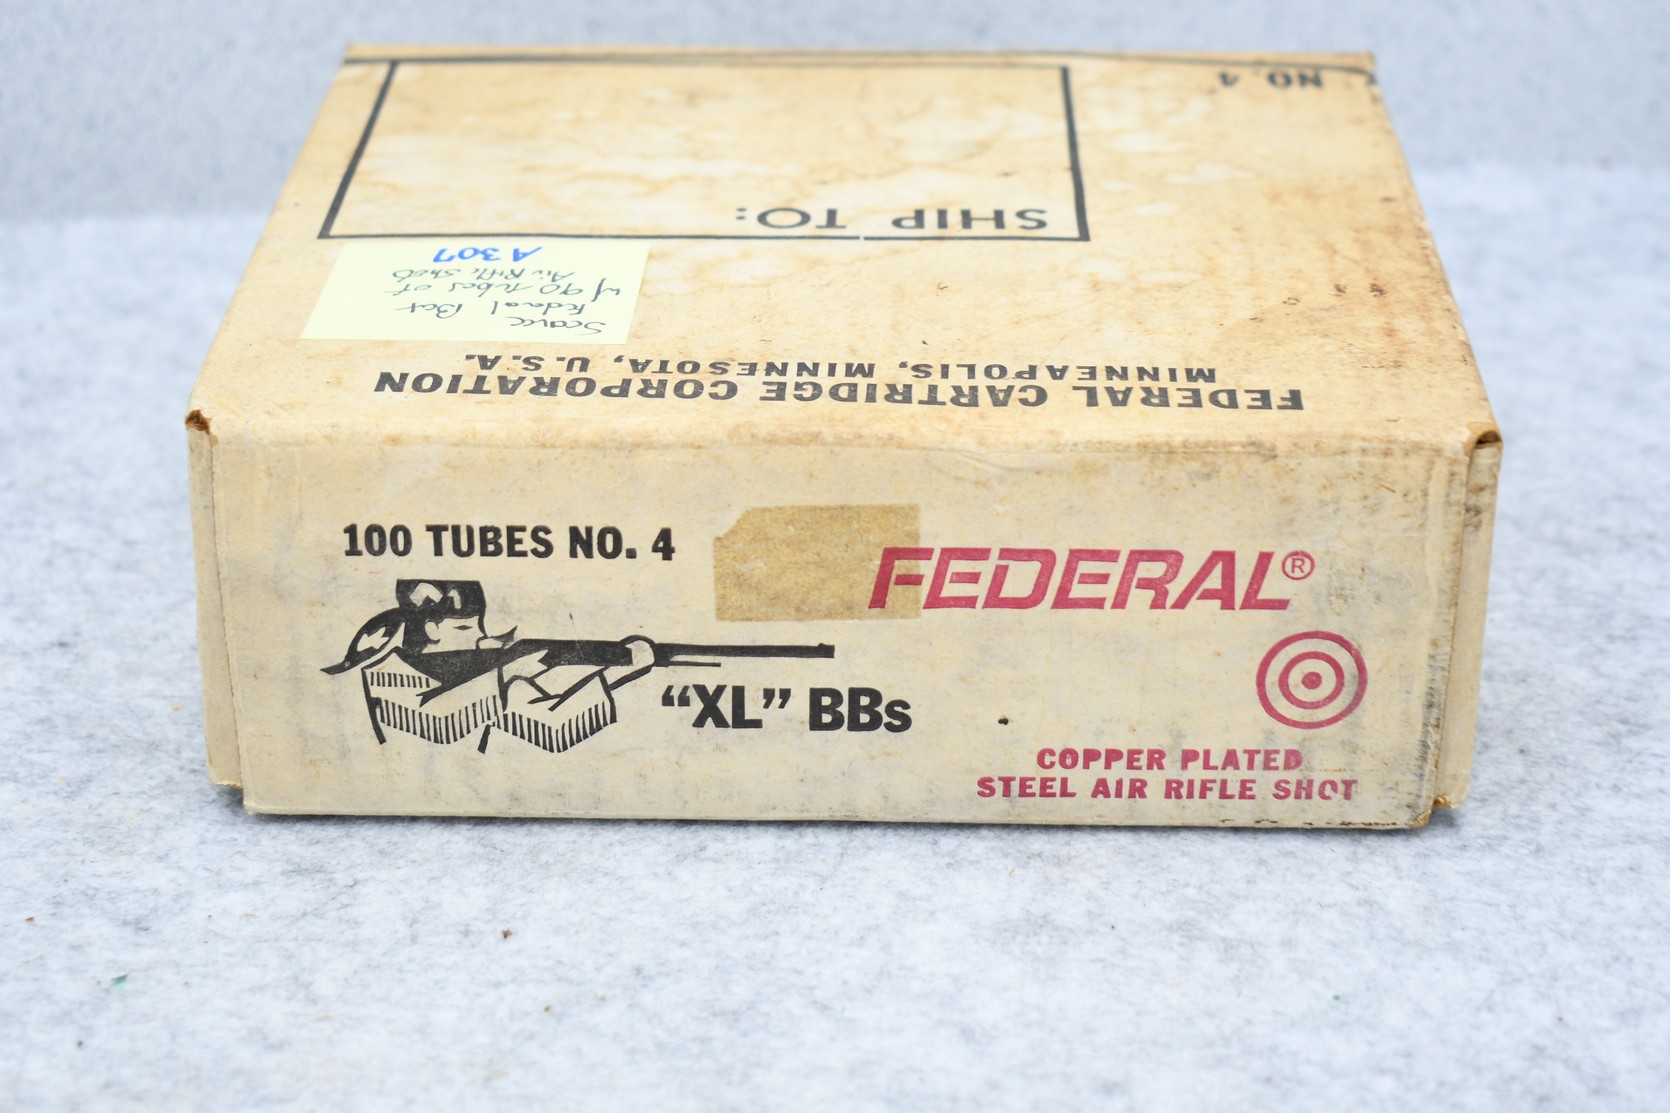 NO. 4
SHIP TO:
Scarce
Federal Box
w/ 90 tubes of
Air Rifle Shot
A307
FEDERAL CARTRIDGE CORPORATION
MINNEAPOLIS, MINNESOTA, U.S.A.
100 TUBES NO. 4
FEDERAL®
"XL" BBs
COPPER PLATED
STEEL AIR RIFLE SHOT